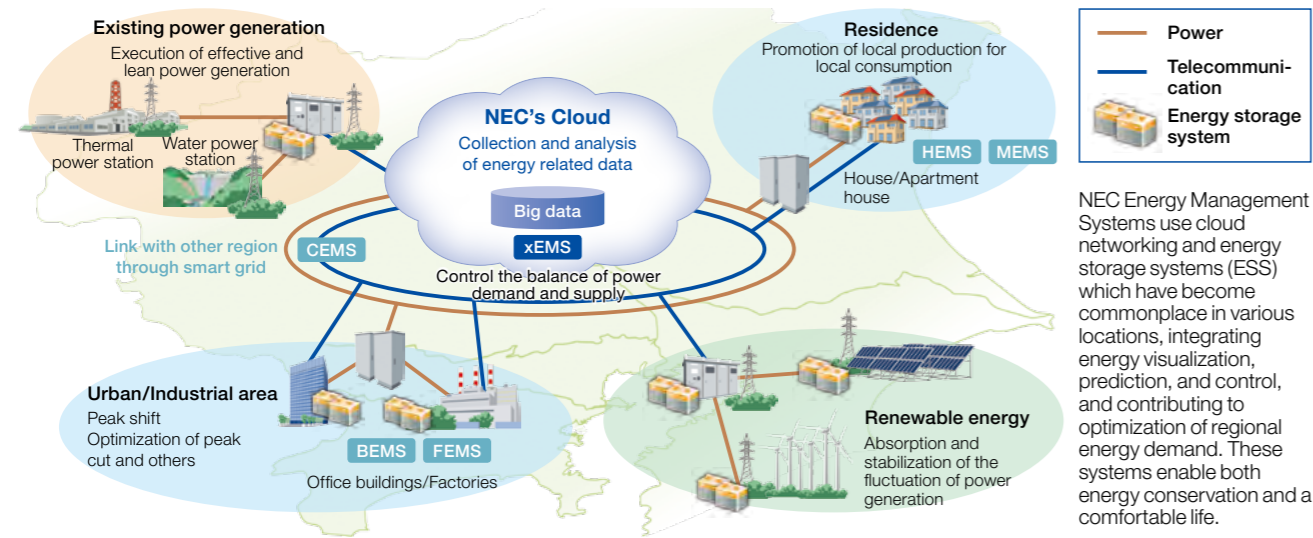 Existing power generation
Execution of effective and
lean power generation
Thermal
power station
Water power
station
NEC's Cloud
Collection and analysis
of energy related data
Big data
xEMS
Control the balance of power
demand and supply
Residence
Promotion of local production for
local consumption
HEMS
MEMS
House/Apartment
house
Link with other region
through smart grid
CEMS
Urban/Industrial area
Peak shift
Optimization of peak
cut and others
BEMS
FEMS
Office buildings/Factories
Renewable energy
Absorption and
stabilization of the
fluctuation of power
generation
Power
Telecommuni-
cation
Energy storage
system
NEC Energy Management
Systems use cloud
networking and energy
storage systems (ESS)
which have become
commonplace in various
locations, integrating
energy visualization,
prediction, and control,
and contributing to
optimization of regional
energy demand. These
systems enable both
energy conservation and a
comfortable life.